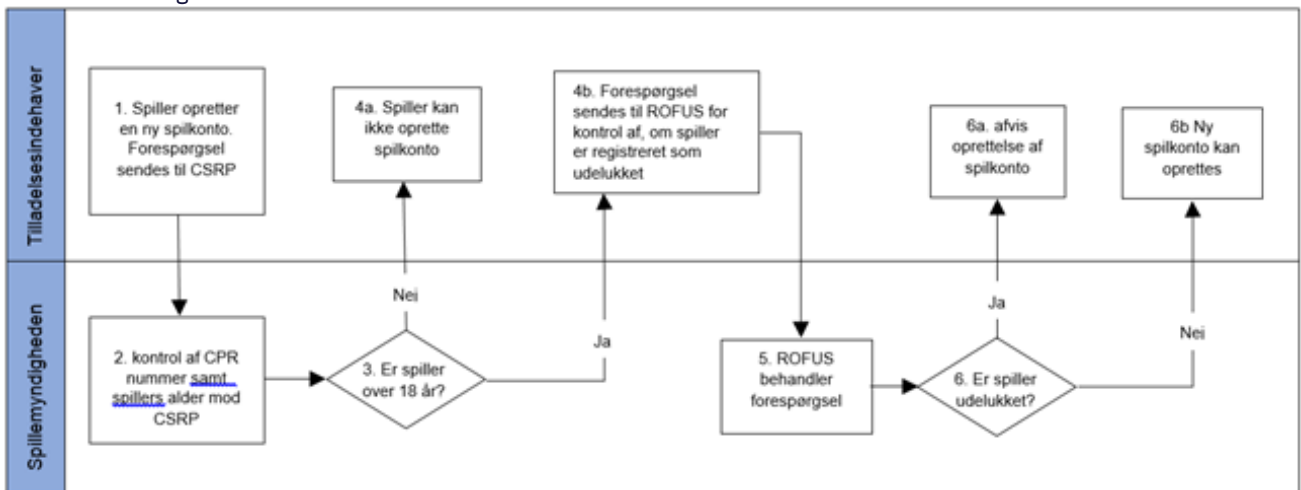 Tilladelsesindehaver
1. Spiller opretter
en ny spilkonto.
Forespørgsel
sendes til CSRP
4a. Spiller kan
ikke oprette
spilkonto
4b. Forespørgsel
sendes til ROFUS for
kontrol af, om spiller
er registreret som
udelukket
6a. afvis
oprettelse af
spilkonto
6b Ny
spilkonto kan
oprettes
Spillemyndigheden
2. kontrol af CPR
nummer samt
spillers alder mod
CSRP
3. Er spiller
over 18 år?
Nei
Ja
5. ROFUS
behandler
forespørgsel
6. Er spiller
udelukket?
Ja
Nei